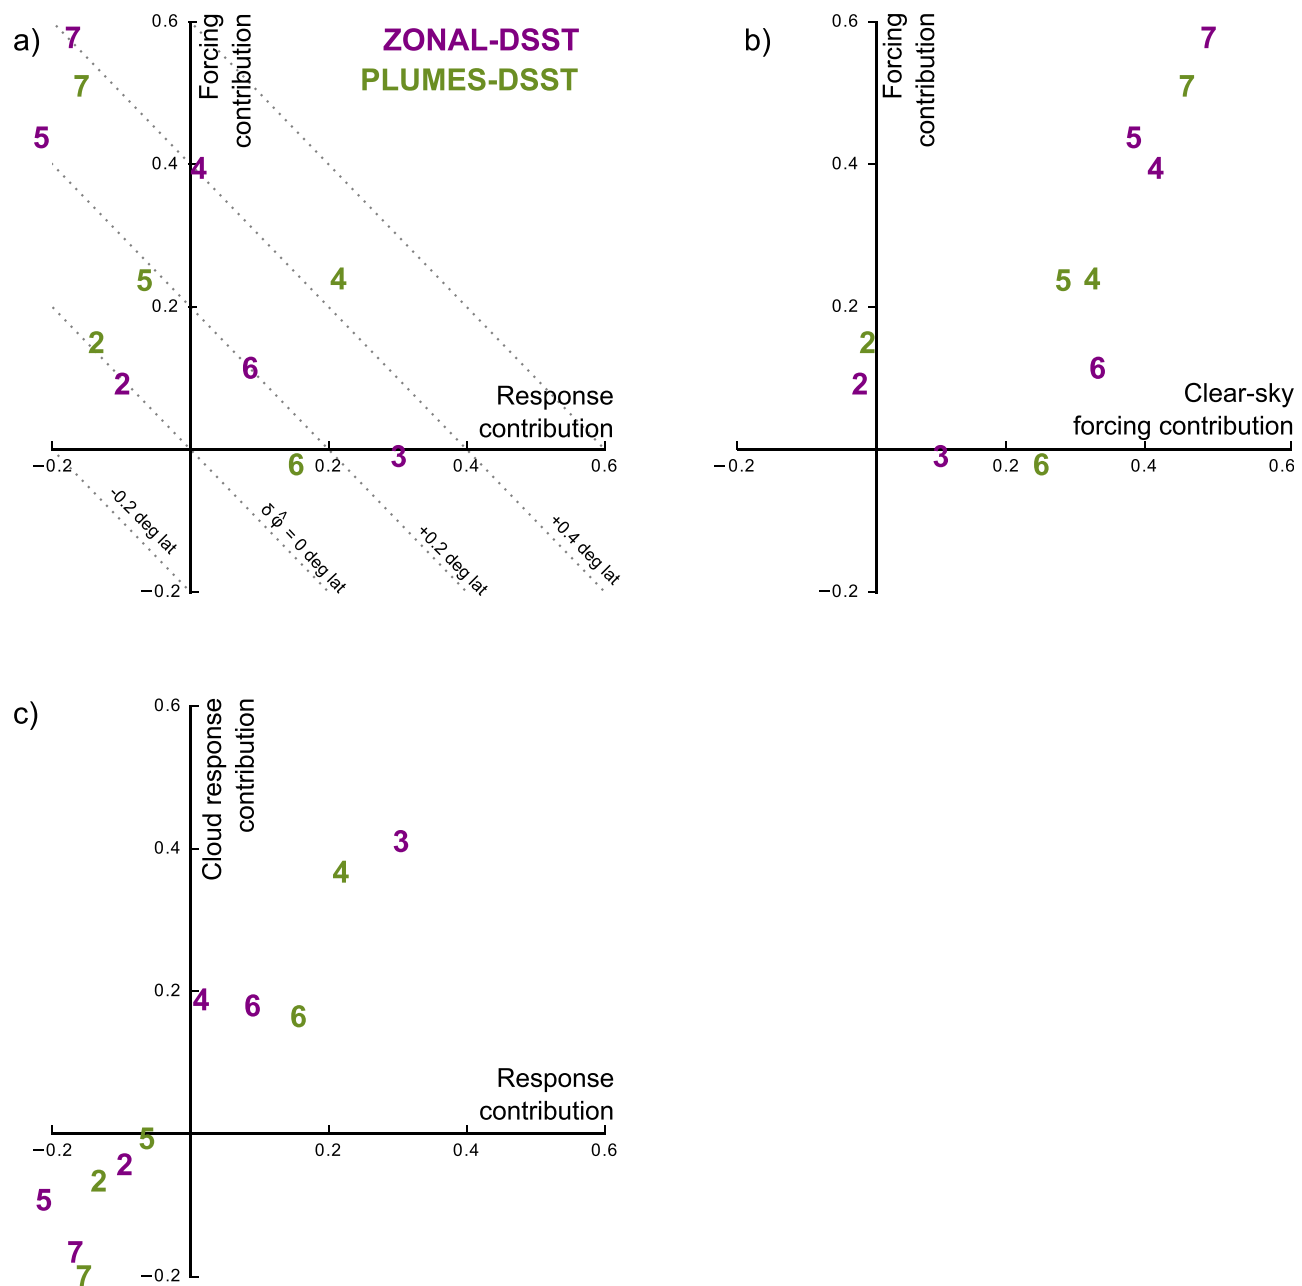 a)
0.6
Forcing
contribution
ZONAL-DSST
PLUMES-DSST
7
7
5
0.4
4
5
4
0.2
2
2
6
Response
contribution
−0.2
6
0.2
3
0.4
0.6
-0.2 deg lat
δ φ̂ = 0 deg lat
+0.2 deg lat
+0.4 deg lat
−0.2
b)
0.6
Forcing
contribution
7
7
5
0.4
4
5
4
0.2
2
2
6
Clear-sky
forcing contribution
−0.2
3
0.2
6
0.4
0.6
−0.2
c)
0.6
Cloud response
contribution
0.4
3
4
0.2
4
6
6
Response
contribution
−0.2
5
0.2
0.4
0.6
2
2
5
7
7
−0.2